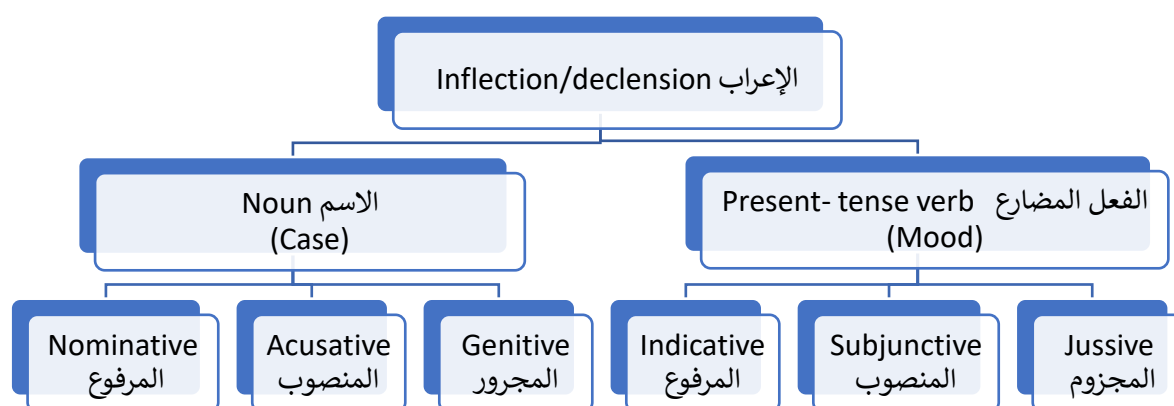 Inflection/declension الإعراب
Noun الاسم
(Case)
Present- tense verb الفعل المضارع
(Mood)
Nominative
المرفوع
Acusative
المنصوب
Genitive
المجرور
Indicative
المرفوع
Subjunctive
المنصوب
Jussive
المجزوم